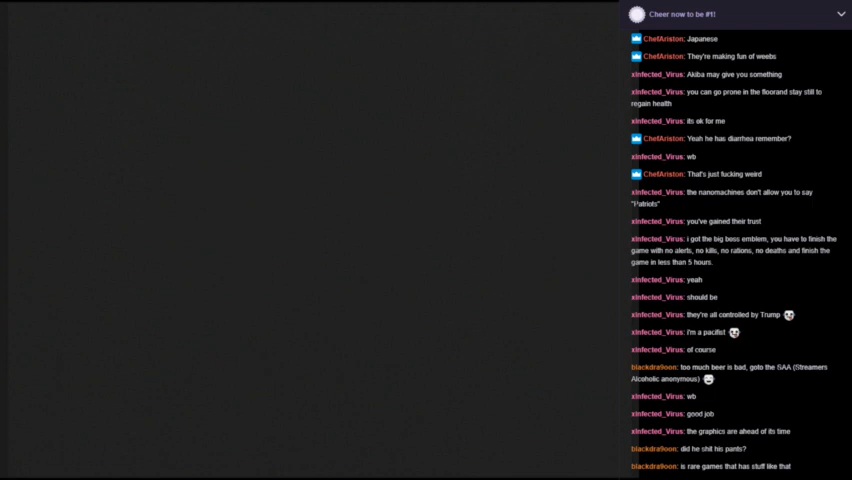 Cheer now to be #1!
ChefAriston: Japanese
ChefAriston: They're making fun of weebs
xInfected_Virus: Akiba may give you something
xInfected_Virus: you can go prone in the floorand stay still to
regain health
xInfected_Virus: its ok for me
ChefAriston: Yeah he has diarrhea remember?
xInfected_Virus: wb
ChefAriston: That's just fucking weird
xInfected_Virus: the nanomachines don't allow you to say
"Patriots"
xInfected_Virus: you've gained their trust
xInfected_Virus: i got the big boss emblem, you have to finish the
game with no alerts, no kills, no rations, no deaths and finish the
game in less than 5 hours.
xInfected_Virus: yeah
xInfected_Virus: should be
xInfected_Virus: they're all controlled by Trump
xInfected_Virus: i'm a pacifist
xInfected_Virus: of course
blackdra9oon: too much beer is bad, goto the SAA (Streamers
Alcoholic anonymous)
xInfected_Virus: wb
xInfected_Virus: good job
xInfected_Virus: the graphics are ahead of its time
blackdra9oon: did he shit his pants?
blackdra9oon: is rare games that has stuff like that